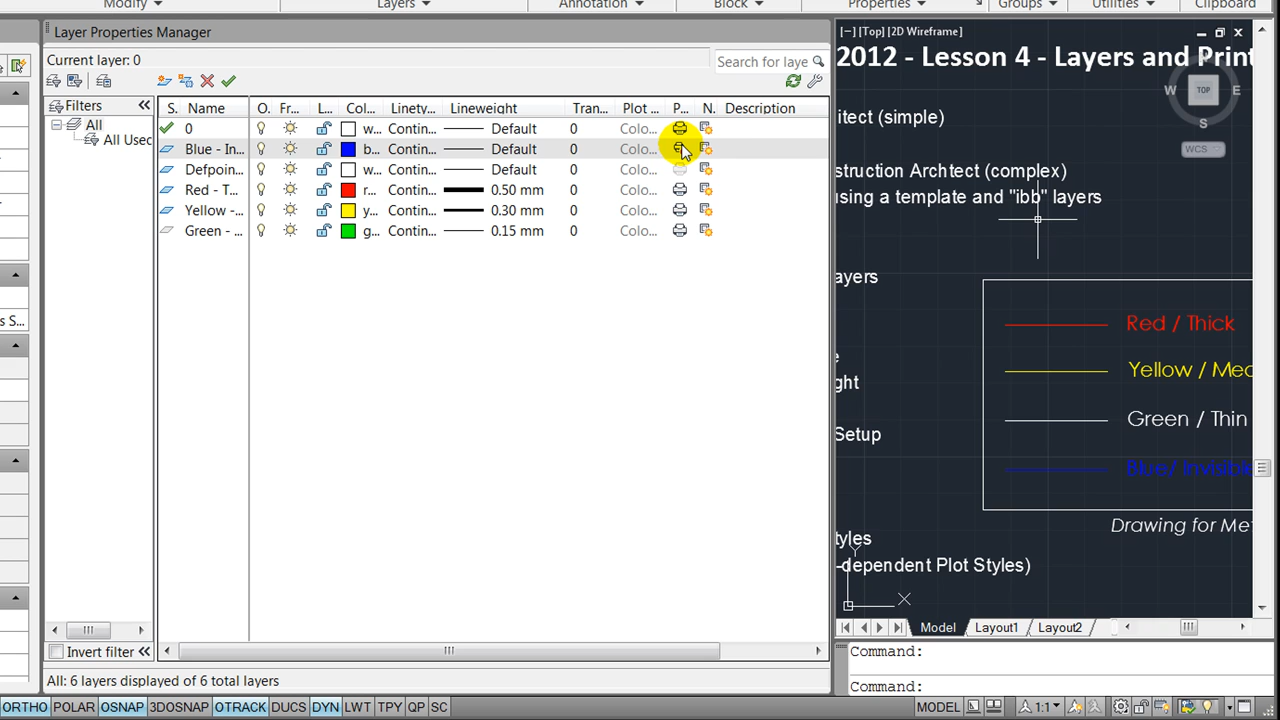 Modify Layers Annotation Block Properties Groups Utilities Clipboard
Layer Properties Manager
Current layer: 0
Search for laye
Filters
All
All Used
S. Name O. Fr... L... Col... Linety... Lineweight Tran... Plot ... P... N. Description
0 w... Contin... Default 0 Colo...
Blue - In... b... Contin... Default 0 Colo...
Defpoin... w... Contin... Default 0 Colo...
Red - T... r... Contin... 0.50 mm 0 Colo...
Yellow -... y... Contin... 0.30 mm 0 Colo...
Green - ... g... Contin... 0.15 mm 0 Colo...
s S...
Invert filter
All: 6 layers displayed of 6 total layers
[−] [Top] [2D Wireframe]
2012 - Lesson 4 - Layers and Print
itect (simple)
struction Archtect (complex)
using a template and "ibb" layers
ayers
e
ght
Setup
tyles
-dependent Plot Styles)
N
W TOP E
S
WCS
Red / Thick
Yellow / Med
Green / Thin
Blue/ Invisible
Drawing for Me
Y
X
Model Layout1 Layout2
Command:
Command:
ORTHO POLAR OSNAP 3DOSNAP OTRACK DUCS DYN LWT TPY QP SC
MODEL 1:1